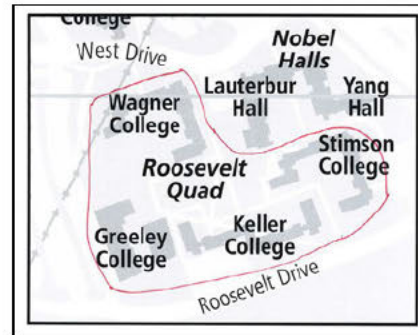 College
West Drive
Nobel
Halls
Lauterbur
Hall
Yang
Hall
Wagner
College
Stimson
College
Roosevelt
Quad
Greeley
College
Keller
College
Roosevelt Drive